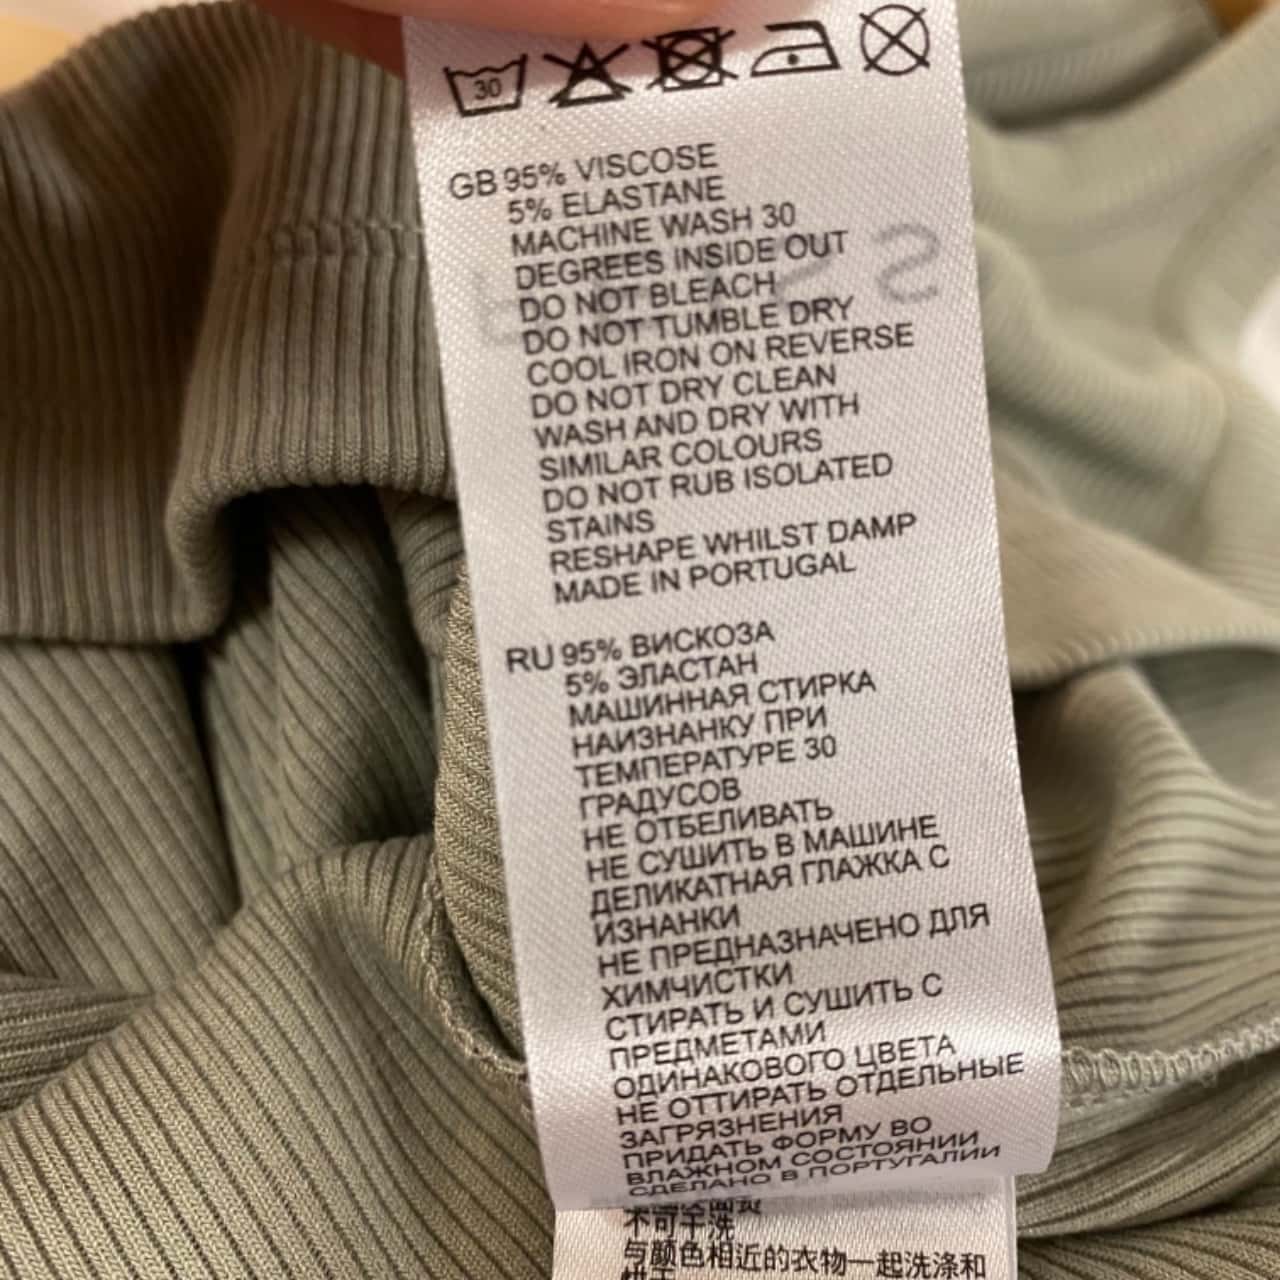 30
GB 95% VISCOSE
5% ELASTANE
MACHINE WASH 30
DEGREES INSIDE OUT
DO NOT BLEACH
DO NOT TUMBLE DRY
COOL IRON ON REVERSE
DO NOT DRY CLEAN
WASH AND DRY WITH
SIMILAR COLOURS
DO NOT RUB ISOLATED
STAINS
RESHAPE WHILST DAMP
MADE IN PORTUGAL
RU 95% ВИСКОЗА
5% ЭЛАСТАН
МАШИННАЯ СТИРКА
НАИЗНАНКУ ПРИ
ТЕМПЕРАТУРЕ 30
ГРАДУСОВ
НЕ ОТБЕЛИВАТЬ
НЕ СУШИТЬ В МАШИНЕ
ДЕЛИКАТНАЯ ГЛАЖКА С
ИЗНАНКИ
НЕ ПРЕДНАЗНАЧЕНО ДЛЯ
ХИМЧИСТКИ
СТИРАТЬ И СУШИТЬ С
ПРЕДМЕТАМИ
ОДИНАКОВОГО ЦВЕТА
НЕ ОТТИРАТЬ ОТДЕЛЬНЫЕ
ЗАГРЯЗНЕНИЯ
ПРИДАТЬ ФОРМУ ВО
ВЛАЖНОМ СОСТОЯНИИ
СДЕЛАНО В ПОРТУГАЛИИ
不可干洗
与颜色相近的衣物一起洗涤和